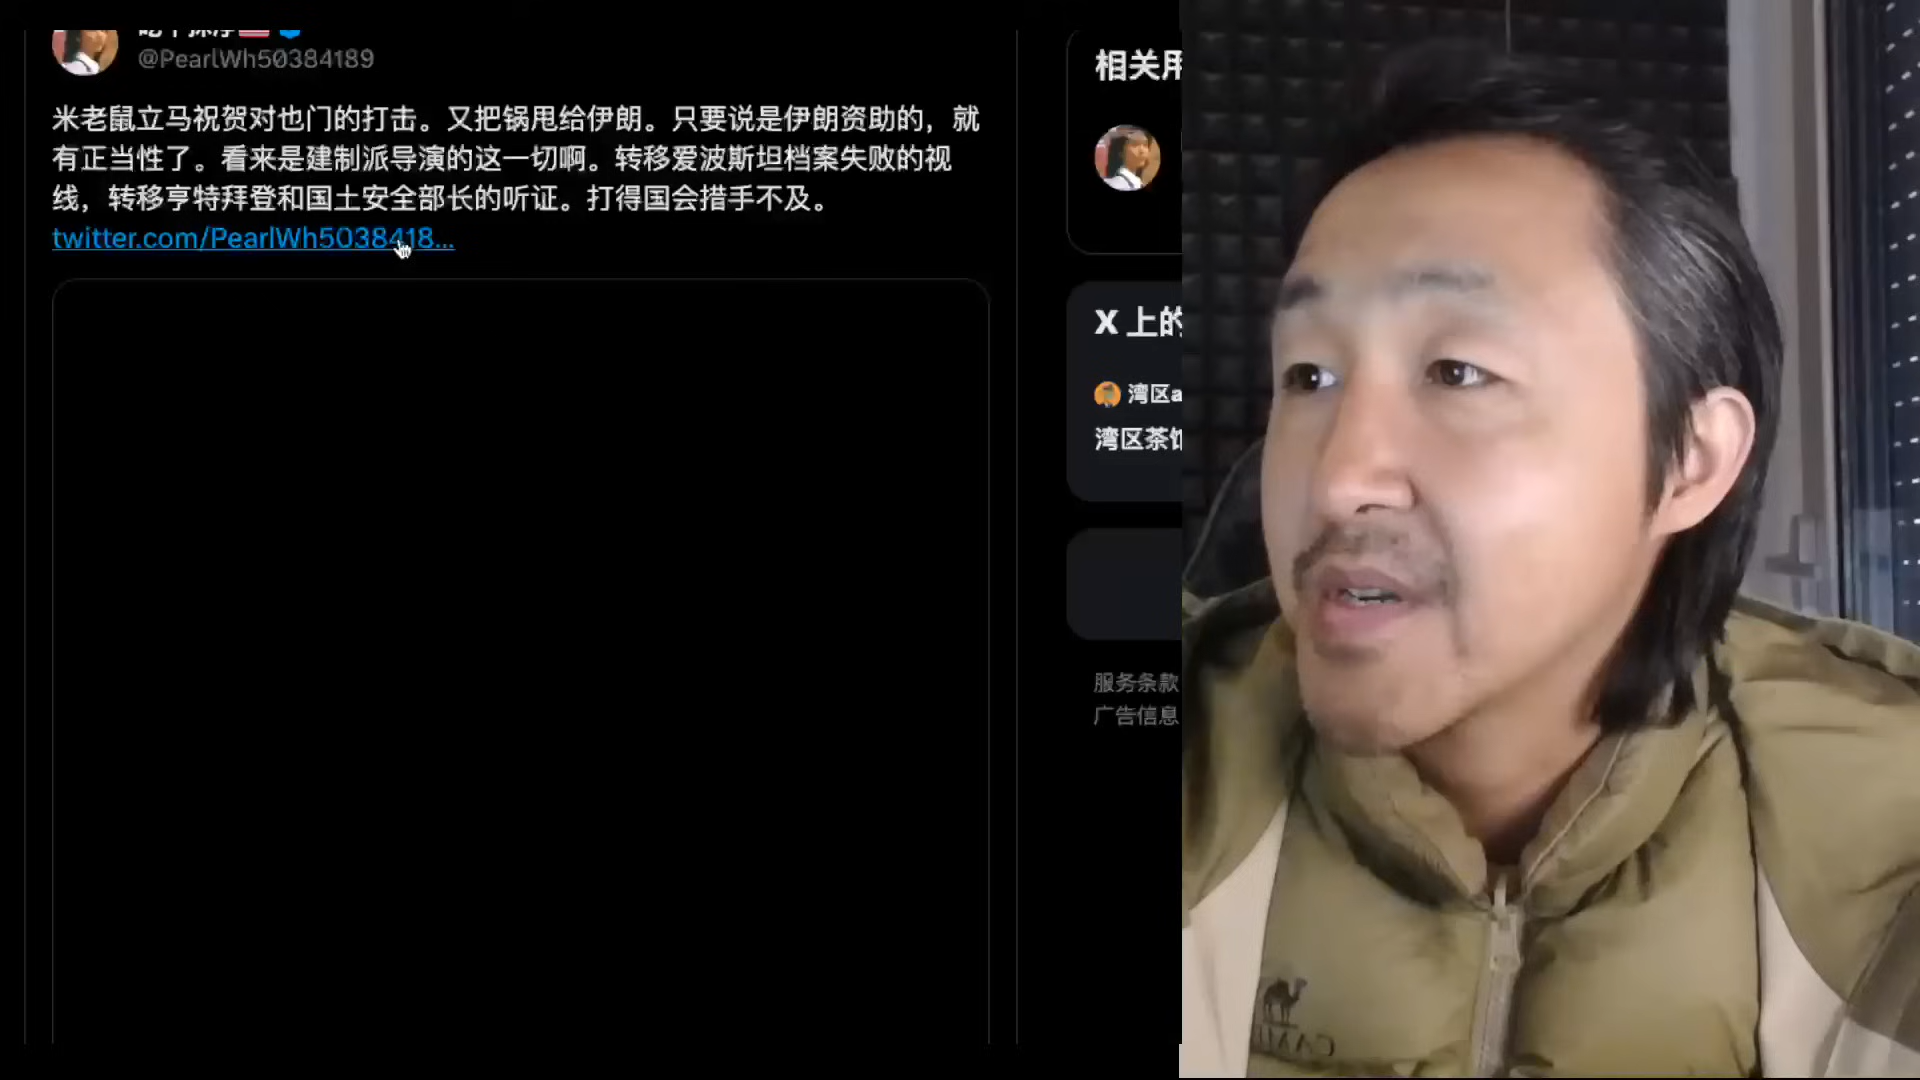 @PearlWh50384189
米老鼠立马祝贺对也门的打击。又把锅甩给伊朗。只要说是伊朗资助的，就
有正当性了。看来是建制派导演的这一切啊。转移爱波斯坦档案失败的视
线，转移亨特拜登和国土安全部长的听证。打得国会措手不及。
twitter.com/PearlWh5038418...
相关用
X 上的
湾区a
湾区茶馆
服务条款
广告信息